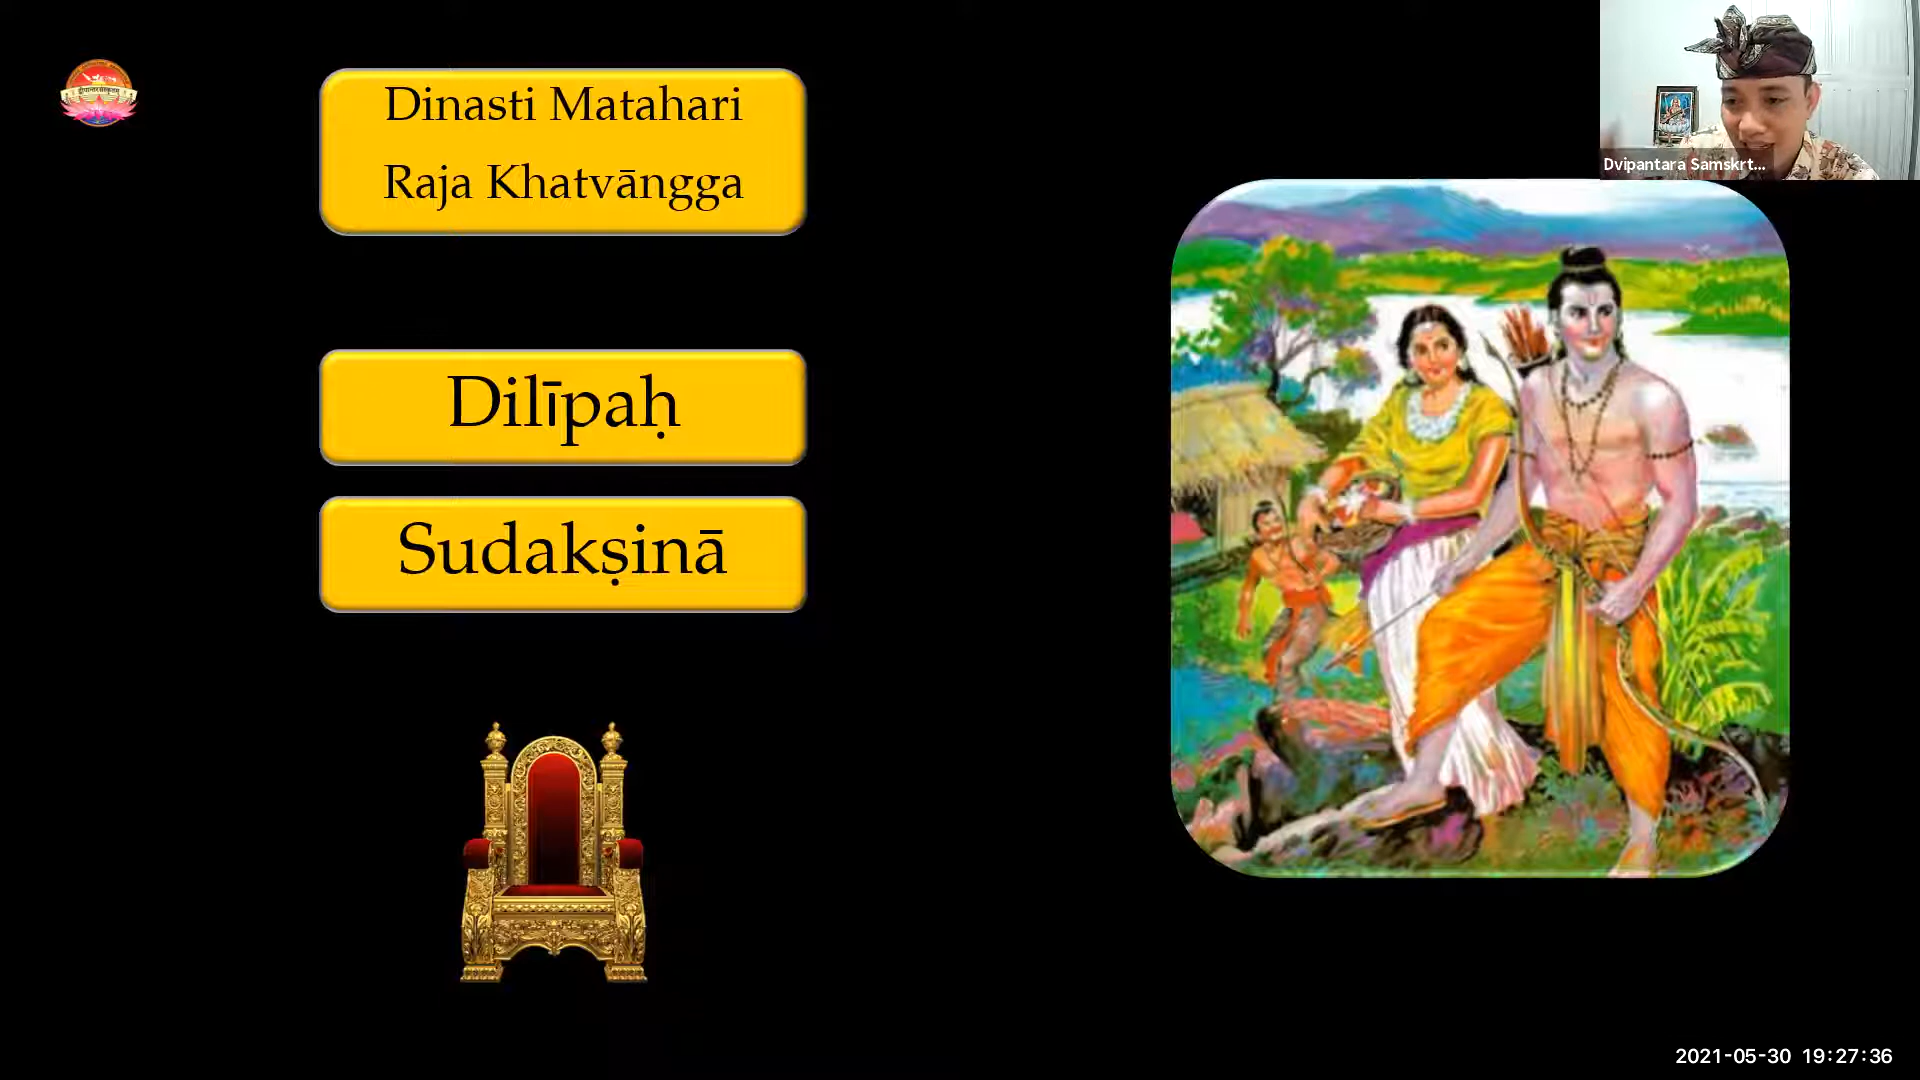 Dinasti Matahari
Raja Khatvāngga
Dilīpaḥ
Sudakṣinā
Dvipantara Samskrt...
2021-05-30 19:27:36